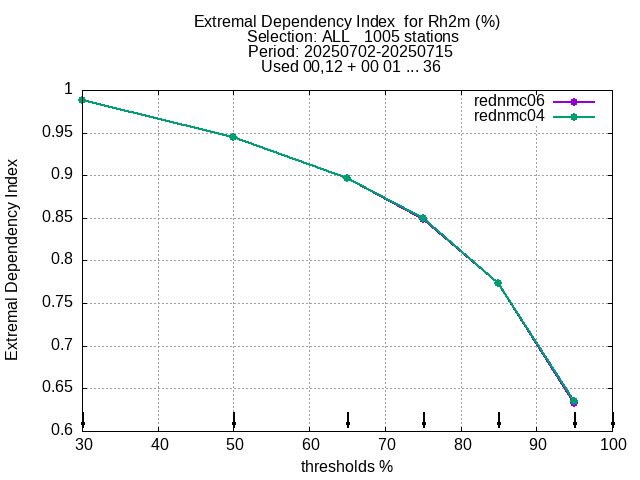 Extremal Dependency Index  for Rh2m (%)
Selection: ALL   1005 stations
Period: 20250702-20250715
Used 00,12 + 00 01 ... 36
rednmc06
rednmc04
Extremal Dependency Index
1
0.95
0.9
0.85
0.8
0.75
0.7
0.65
0.6
30 40 50 60 70 80 90 100
thresholds %